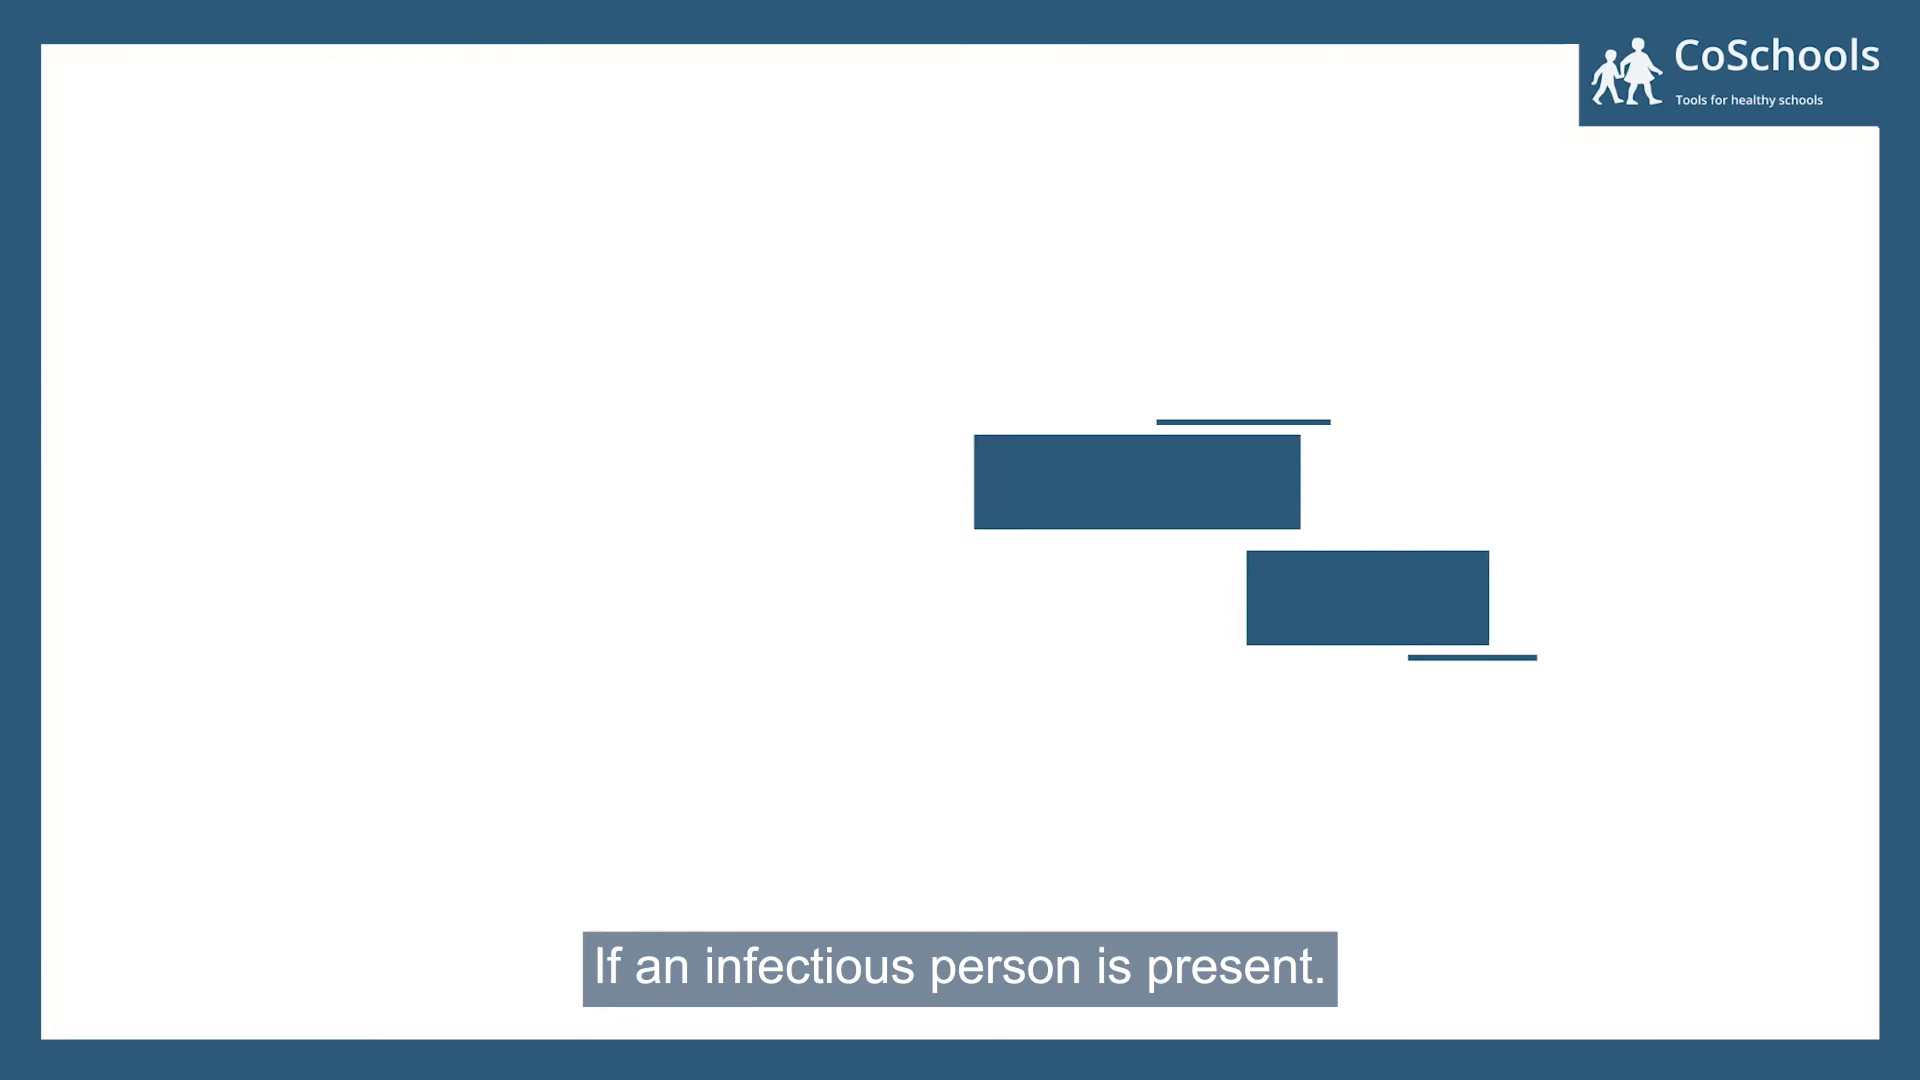 CoSchools
Tools for healthy schools
If an infectious person is present.